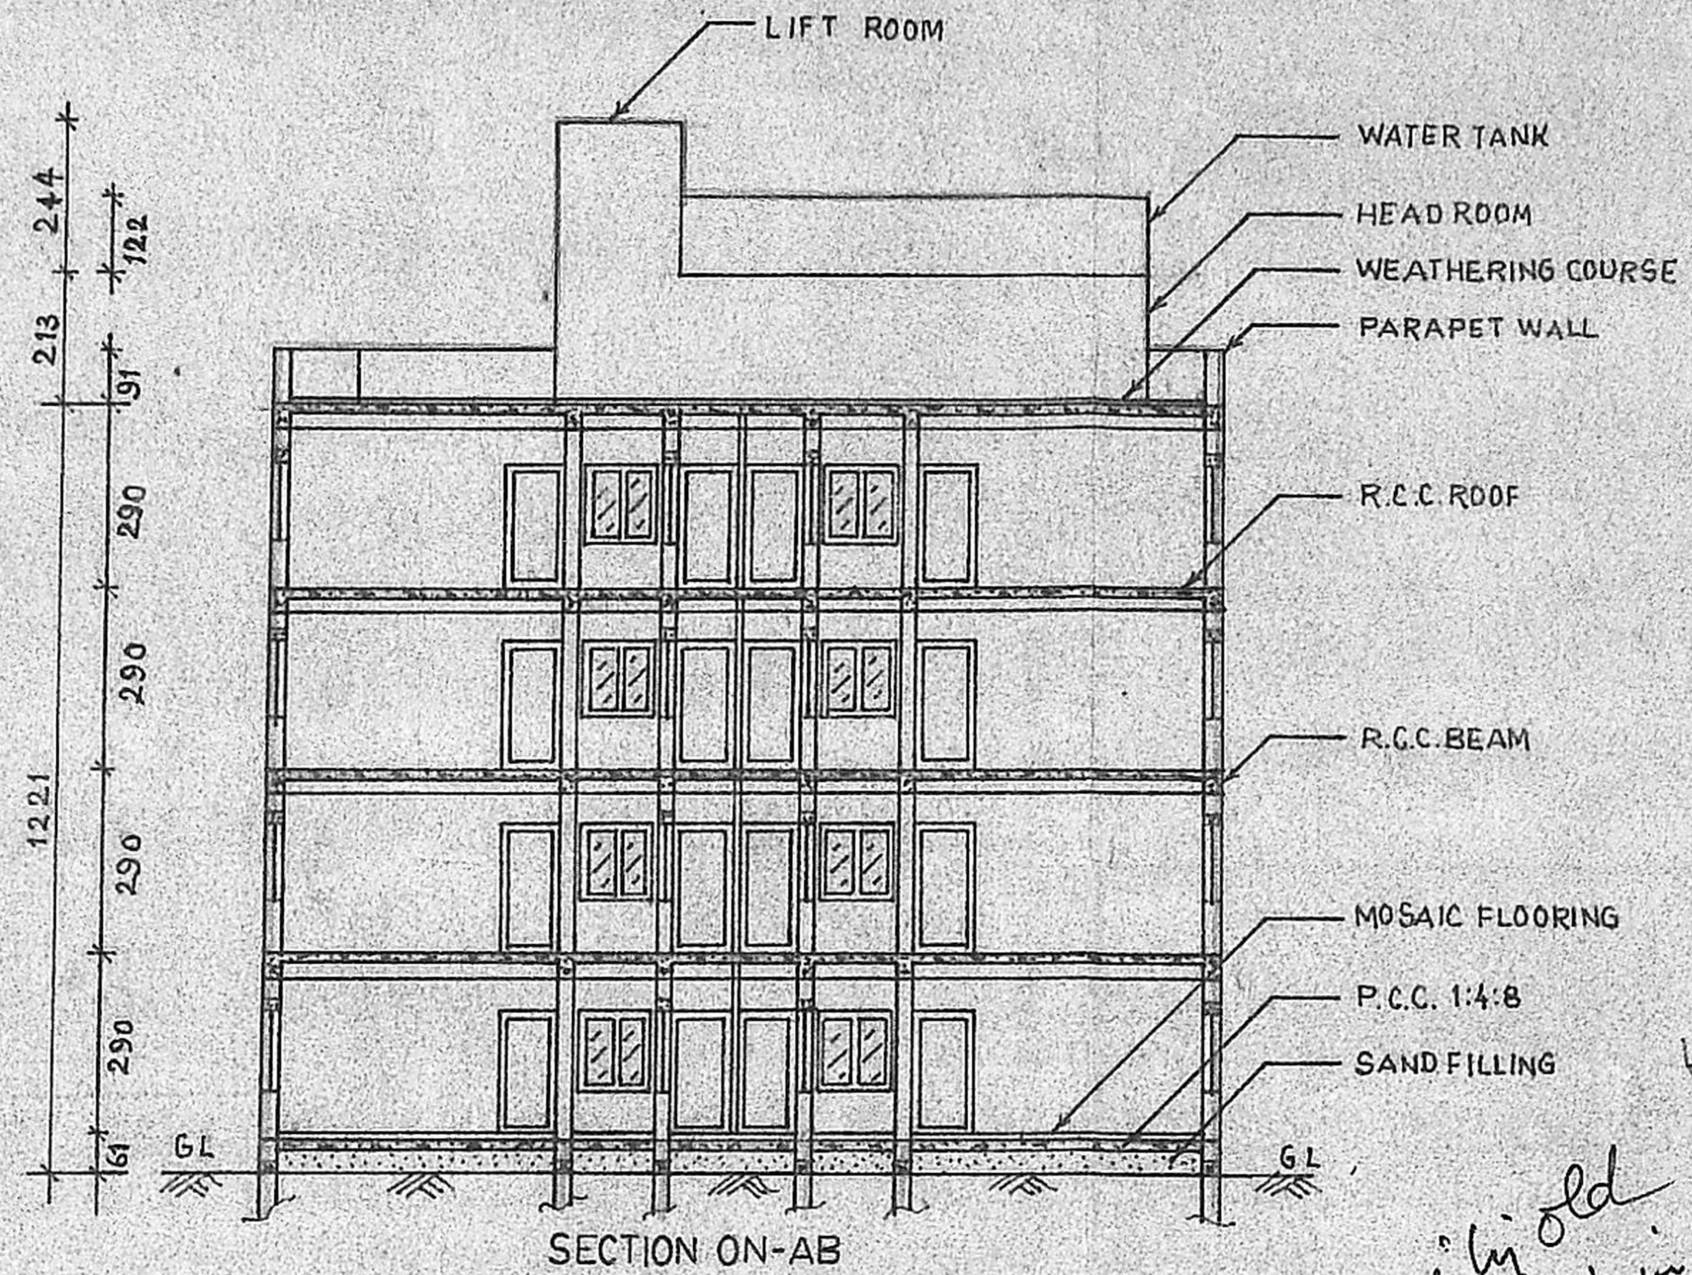 LIFT ROOM
WATER TANK
HEAD ROOM
WEATHERING COURSE
PARAPET WALL
244
122
213
91
290
R.C.C. ROOF
290
R.C.C. BEAM
1221
290
MOSAIC FLOORING
290
P.C.C. 1:4:8
SAND FILLING
61
GL
GL
SECTION ON-AB
old